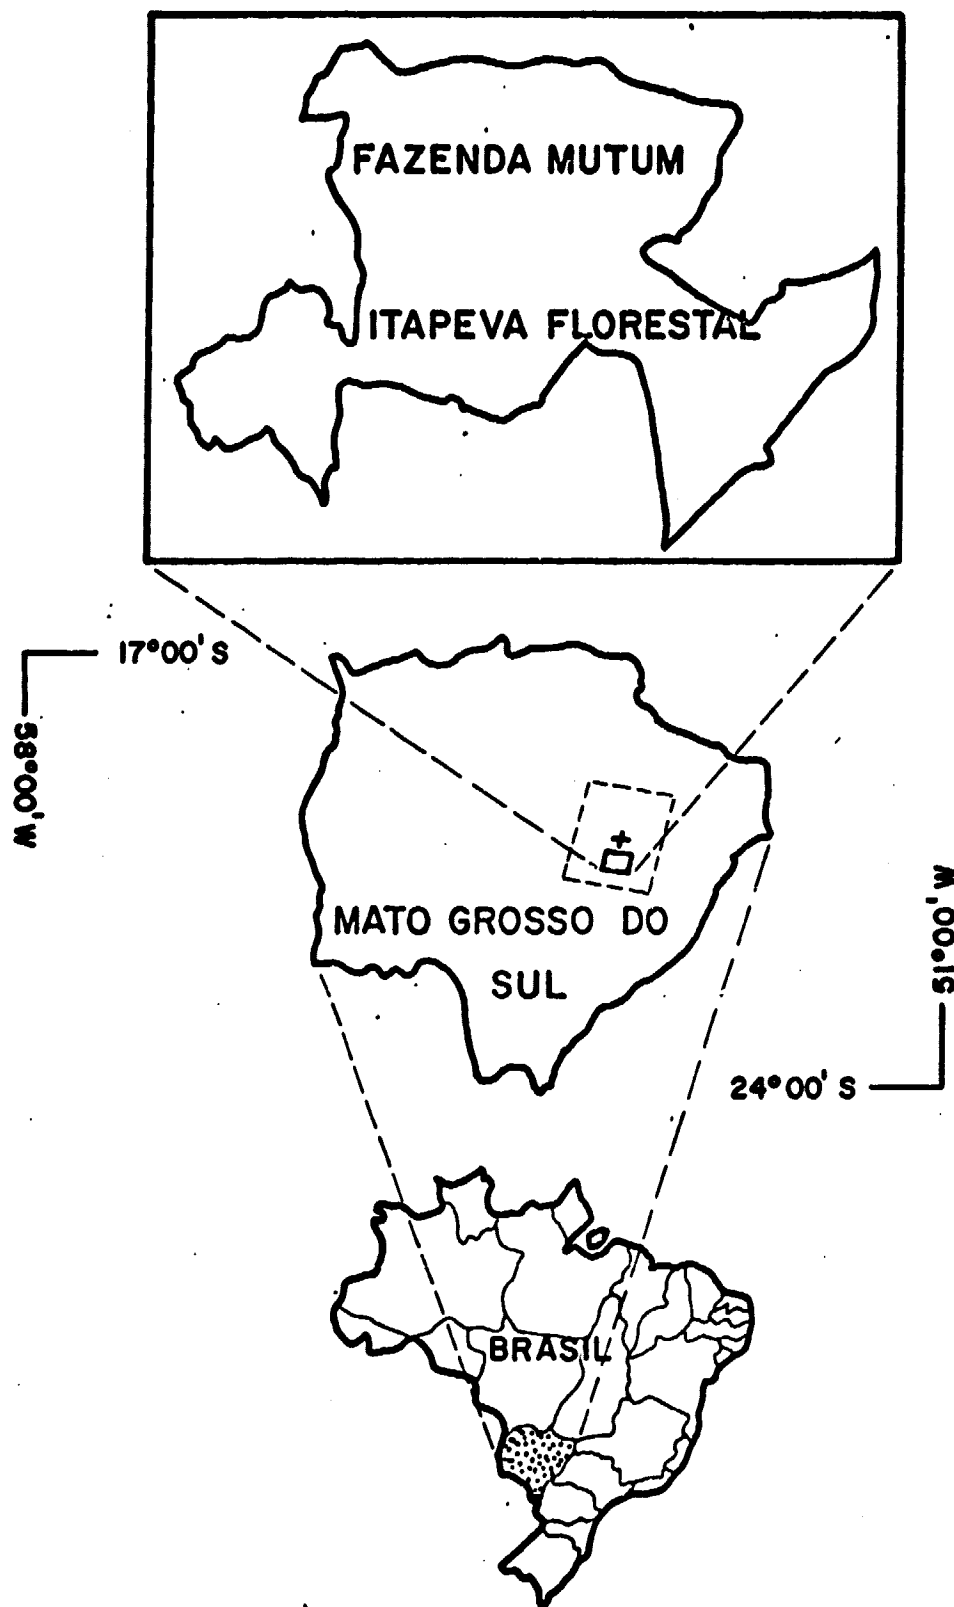 FAZENDA MUTUM
ITAPEVA FLORESTAL
17°00' S
58°00' W
MATO GROSSO DO
SUL
51°00' W
24°00' S
BRASIL